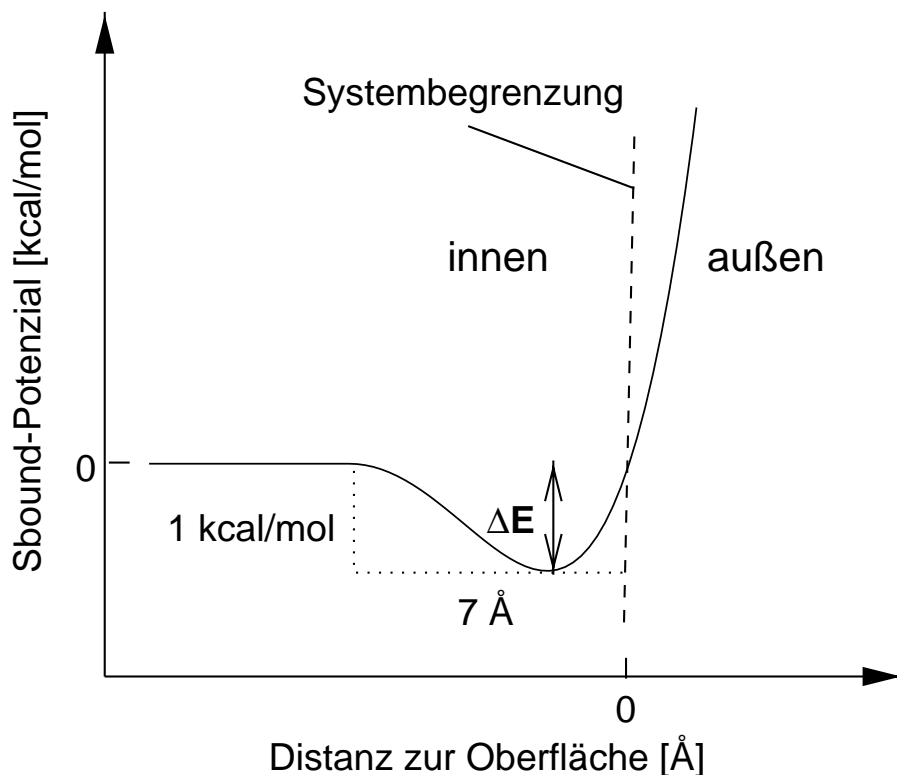 Systembegrenzung
innen
außen
Sbound-Potenzial [kcal/mol]
0
1 kcal/mol
ΔE
7 Å
0
Distanz zur Oberfläche [Å]